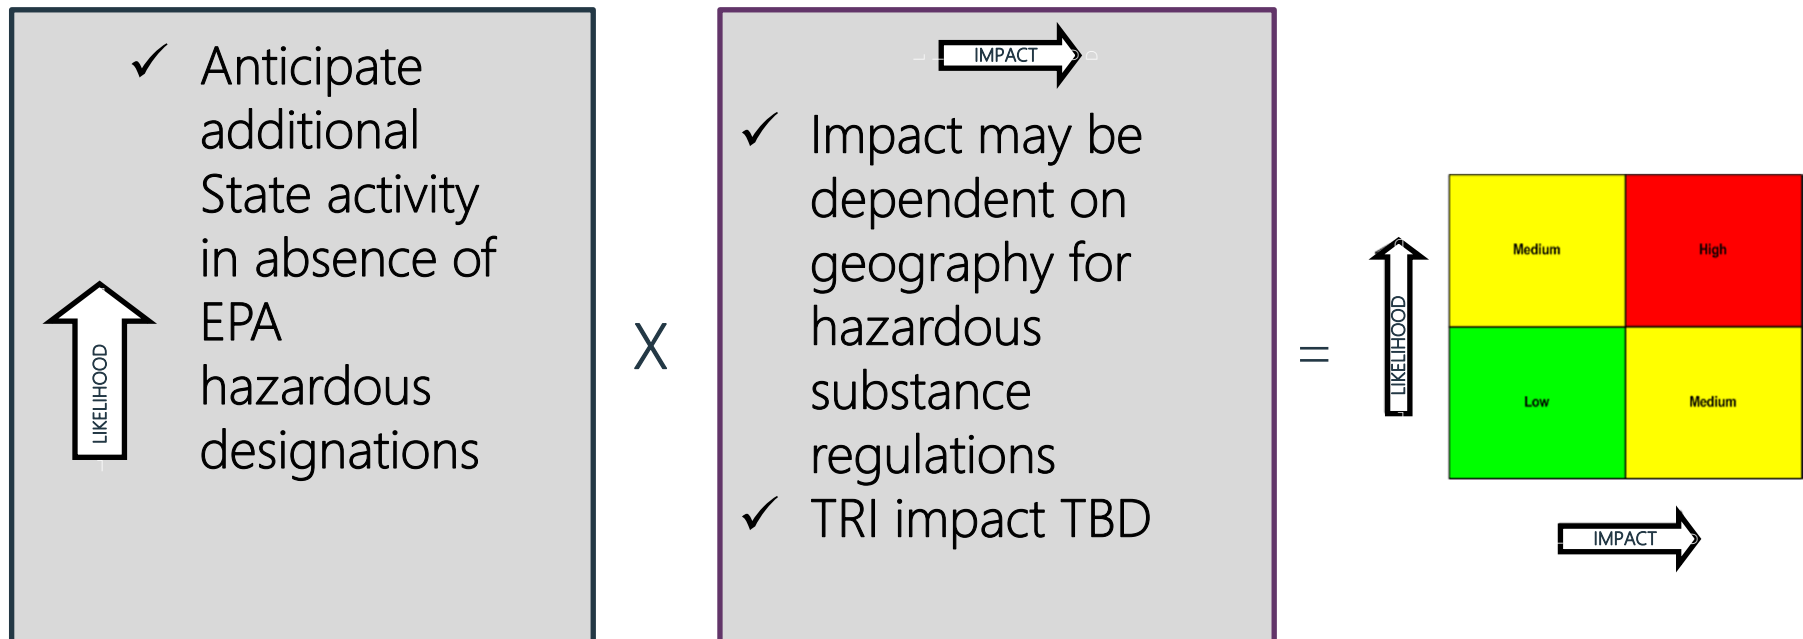 ✓ Anticipate
additional
State activity
in absence of
EPA
hazardous
designations
LIKELIHOOD
X
IMPACT
✓ Impact may be
dependent on
geography for
hazardous
substance
regulations
✓ TRI impact TBD
=
LIKELIHOOD
Medium High
Low Medium
IMPACT